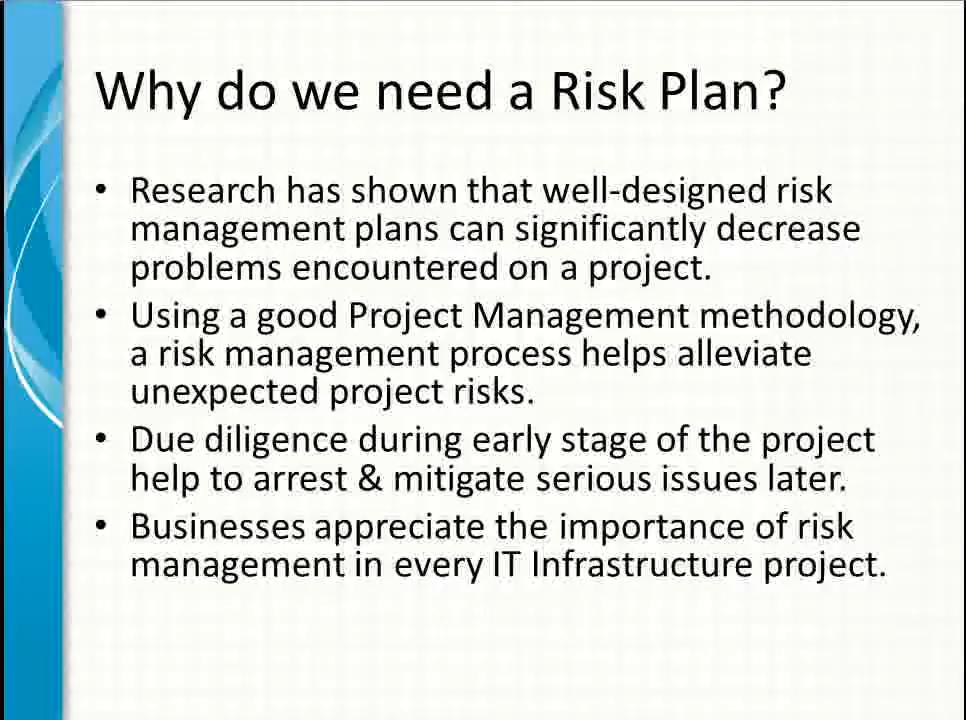 Why do we need a Risk Plan?
• Research has shown that well-designed risk
management plans can significantly decrease
problems encountered on a project.
• Using a good Project Management methodology,
a risk management process helps alleviate
unexpected project risks.
• Due diligence during early stage of the project
help to arrest & mitigate serious issues later.
• Businesses appreciate the importance of risk
management in every IT Infrastructure project.